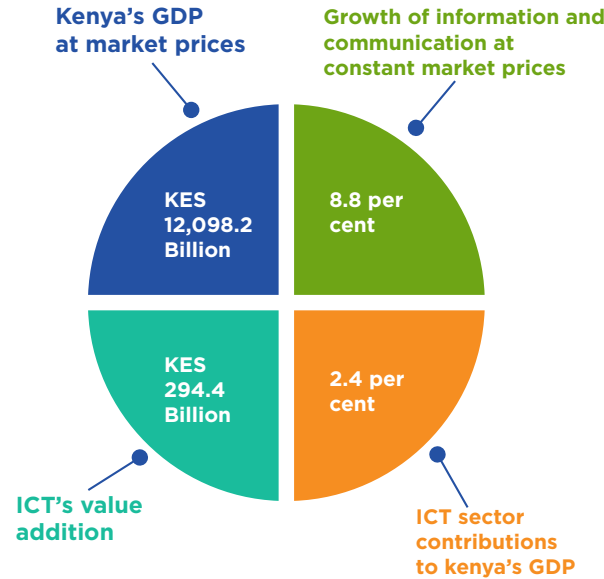 Kenya’s GDP
at market prices
Growth of information and
communication at
constant market prices
KES
12,098.2
Billion
8.8 per
cent
KES
294.4
Billion
2.4 per
cent
ICT’s value
addition
ICT sector
contributions
to kenya’s GDP